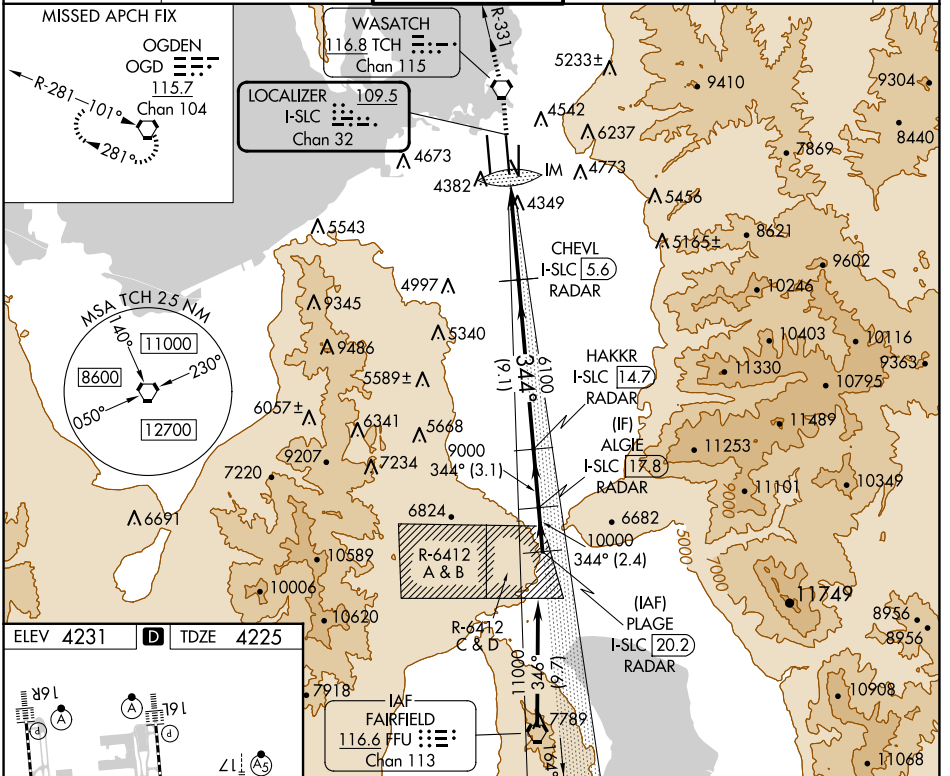 MISSED APCH FIX
OGDEN
OGD
115.7
Chan 104
R-281—101°
281°
WASATCH
116.8 TCH
Chan 115
R-331
LOCALIZER 109.5
I-SLC
Chan 32
IM
5233±
9410
9304
4542
6237
8440
7869
4673
4773
4382
4349
5456
5543
5165±
8621
CHEVL
I-SLC 5.6
RADAR
9602
4997
10246
MSA TCH 25 NM
140°
11000
230°
8600
050°
12700
9345
5340
9486
10403
10116
9363
6100
344°
(9.1)
HAKKR
I-SLC 14.7
RADAR
11330
10795
5589±
6057±
6341
5668
11489
(IF)
ALGIE
I-SLC 17.8
RADAR
11253
9000
344° (3.1)
9207
7234
7220
11101
10349
6691
6824
6682
10000
344° (2.4)
5000
R-6412
A & B
10589
10006
11749
(IAF)
PLAGE
I-SLC 20.2
RADAR
10620
8956
8956
R-6412
C & D
ELEV 4231 D TDZE 4225
11000
346°
(9.7)
7918
10908
IAF
FAIRFIELD
116.6 FFU
Chan 113
7789
164°
11068
16R
A
P
A
16L
P
17
A5